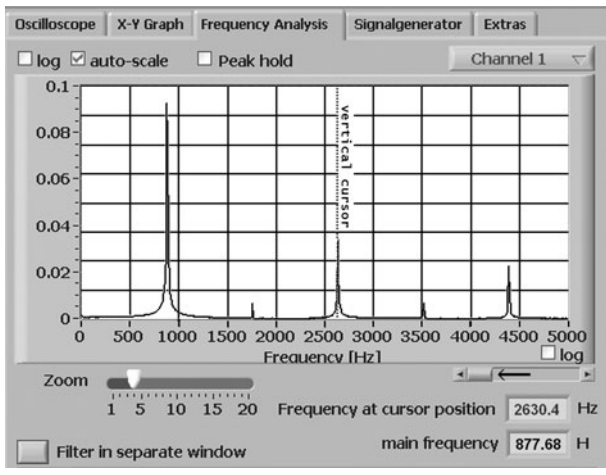 Oscilloscope X-Y Graph Frequency Analysis Signalgenerator Extras
log auto-scale Peak hold Channel 1
0.1
0.08
0.06
0.04
0.02
0
vertical cursor
0 500 1000 1500 2000 2500 3000 3500 4000 4500 5000
Frequency [Hz]
log
Zoom
1 5 10 15 20
Frequency at cursor position 2630.4 Hz
Filter in separate window
main frequency 877.68 H